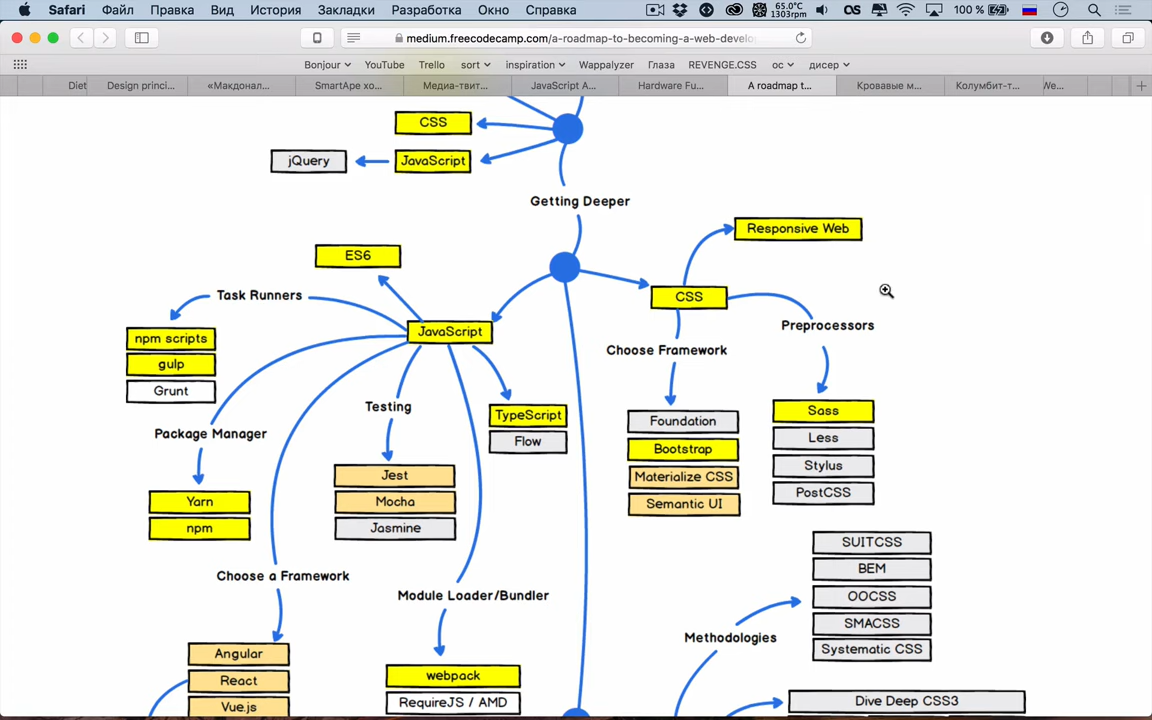 Safari Файл Правка Вид История Закладки Разработка Окно Справка 65.0°C 1303rpm 100 %
medium.freecodecamp.com/a-roadmap-to-becoming-a-web-develo
Bonjour YouTube Trello sort inspiration Wappalyzer Глаза REVENGE.CSS ос дисер
Diet Design princi... «Макдонал... SmartApe хо... Медиа-твит... JavaScript A... Hardware Fu... A roadmap t... Кровавые м... Колумбит-т... We...
CSS
jQuery JavaScript
Getting Deeper
Responsive Web
ES6
Task Runners CSS
JavaScript Preprocessors
npm scripts
gulp
Grunt
Choose Framework
Testing
TypeScript
Flow
Package Manager
Foundation
Bootstrap
Materialize CSS
Semantic UI
Sass
Less
Stylus
PostCSS
Jest
Mocha
Jasmine
Yarn
npm
SUITCSS
BEM
OOCSS
SMACSS
Systematic CSS
Choose a Framework
Module Loader/Bundler
Methodologies
Angular
React
Vue.js
webpack
RequireJS / AMD
Dive Deep CSS3